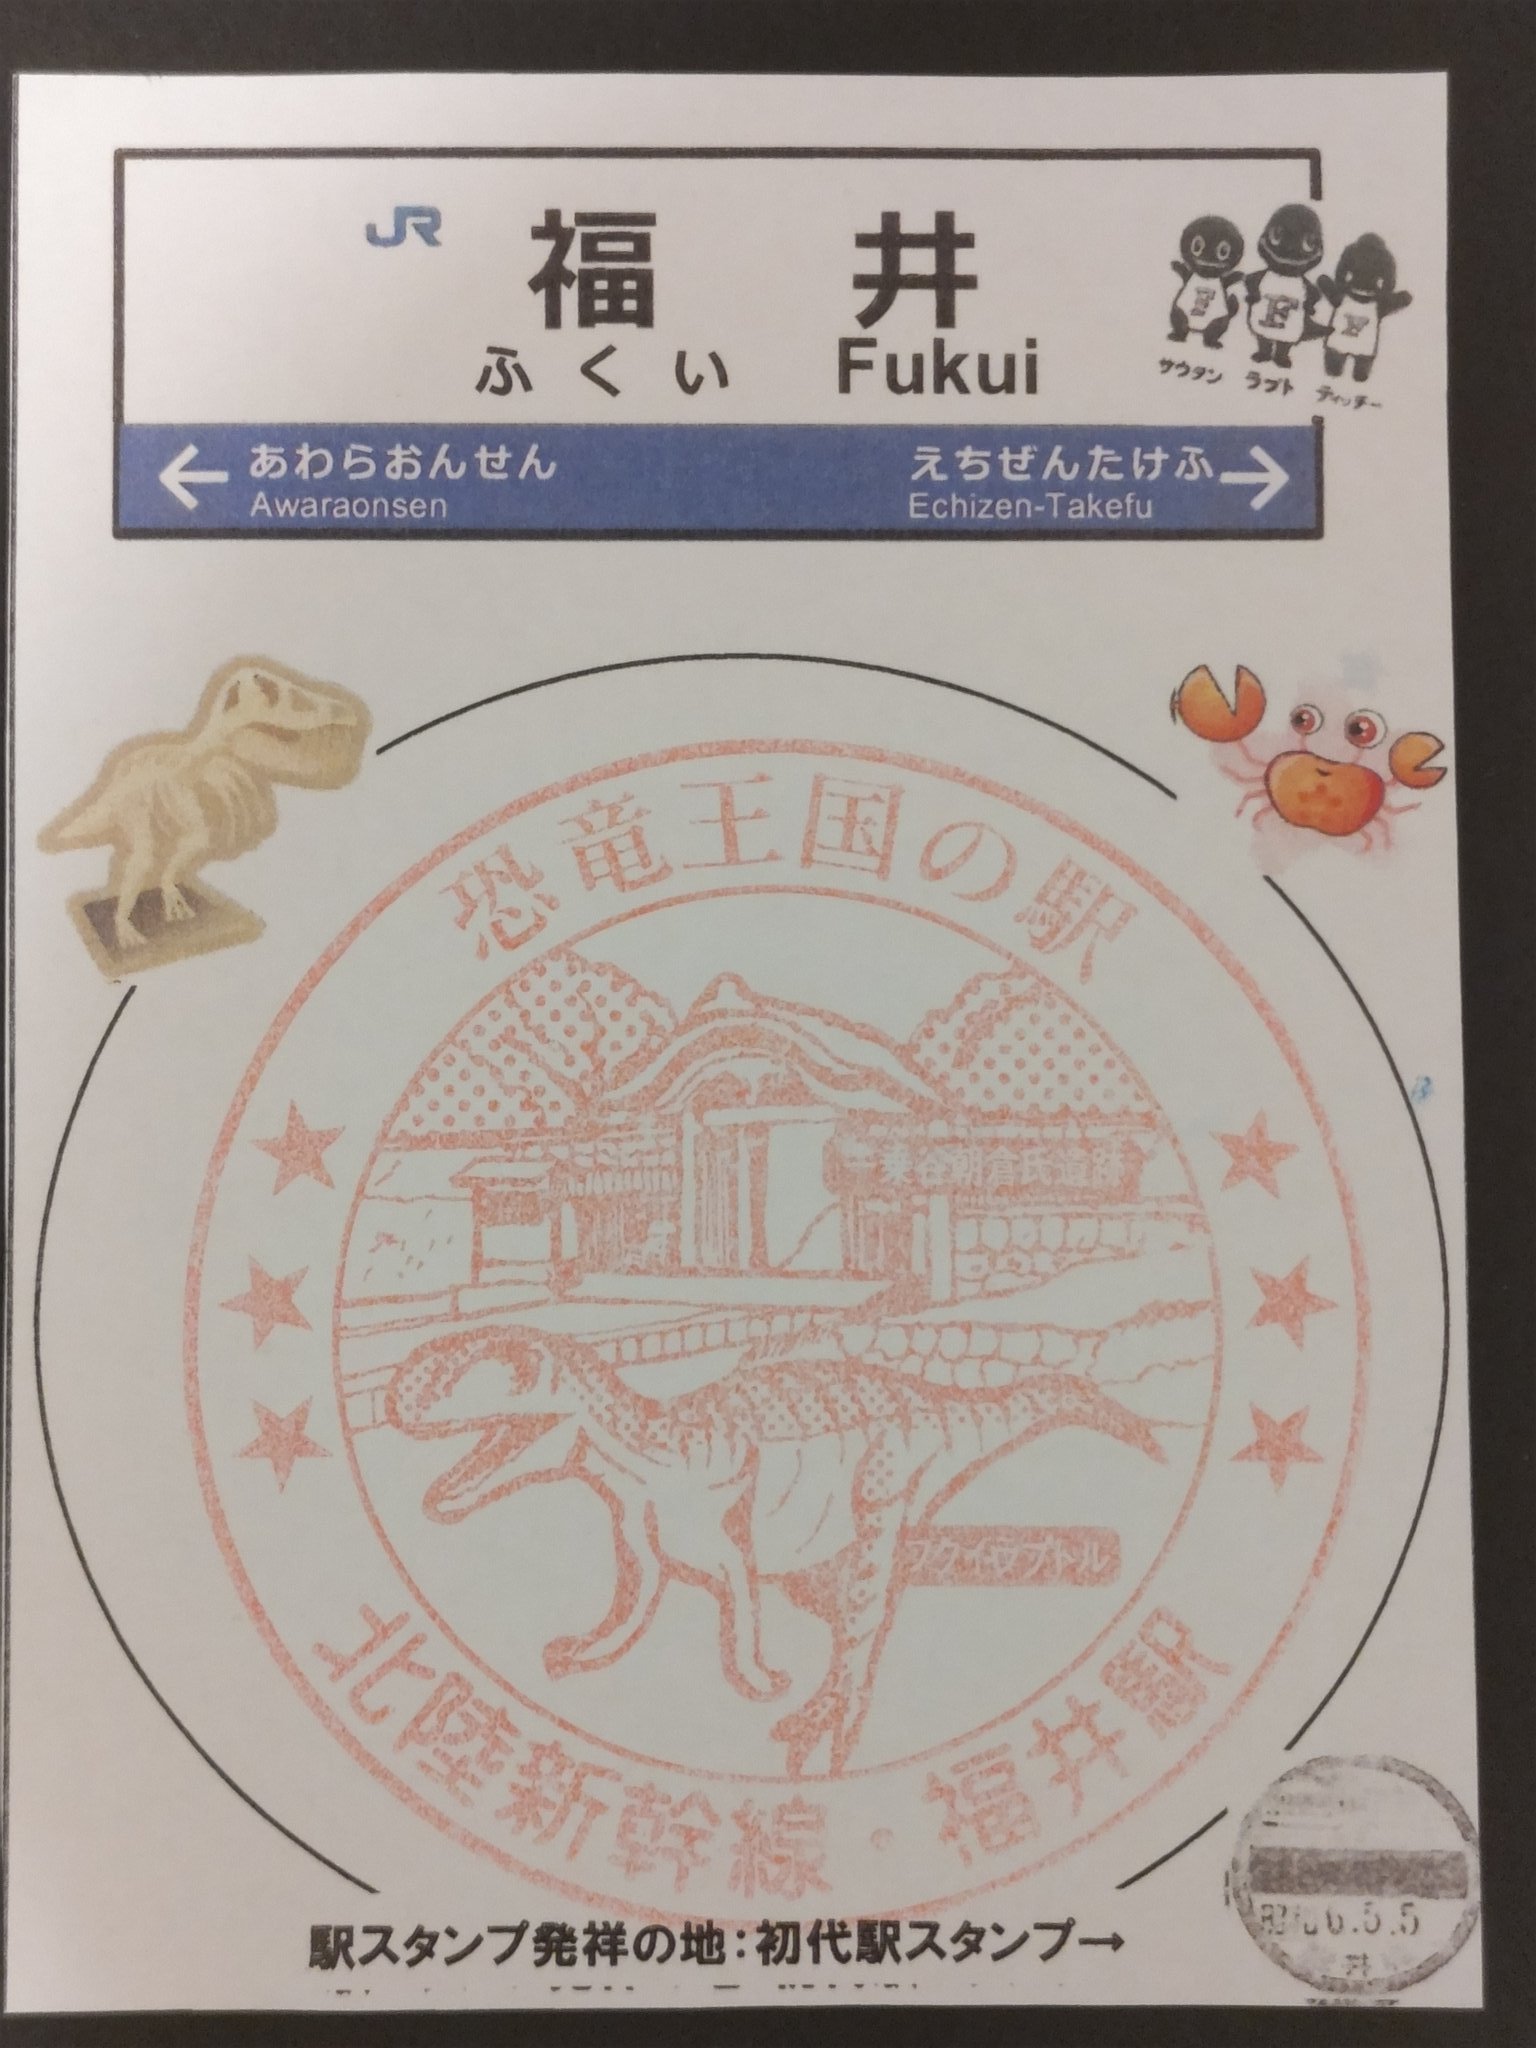 JR
福井
ふくい Fukui
サウタン ラプト ティッチー
← あわらおんせん えちぜんたけふ →
Awaraonsen Echizen-Takefu
恐竜王国の駅
一乗谷朝倉氏遺跡
フクイラプトル
北陸新幹線・福井駅
駅スタンプ発祥の地：初代駅スタンプ→
6.5.5
井